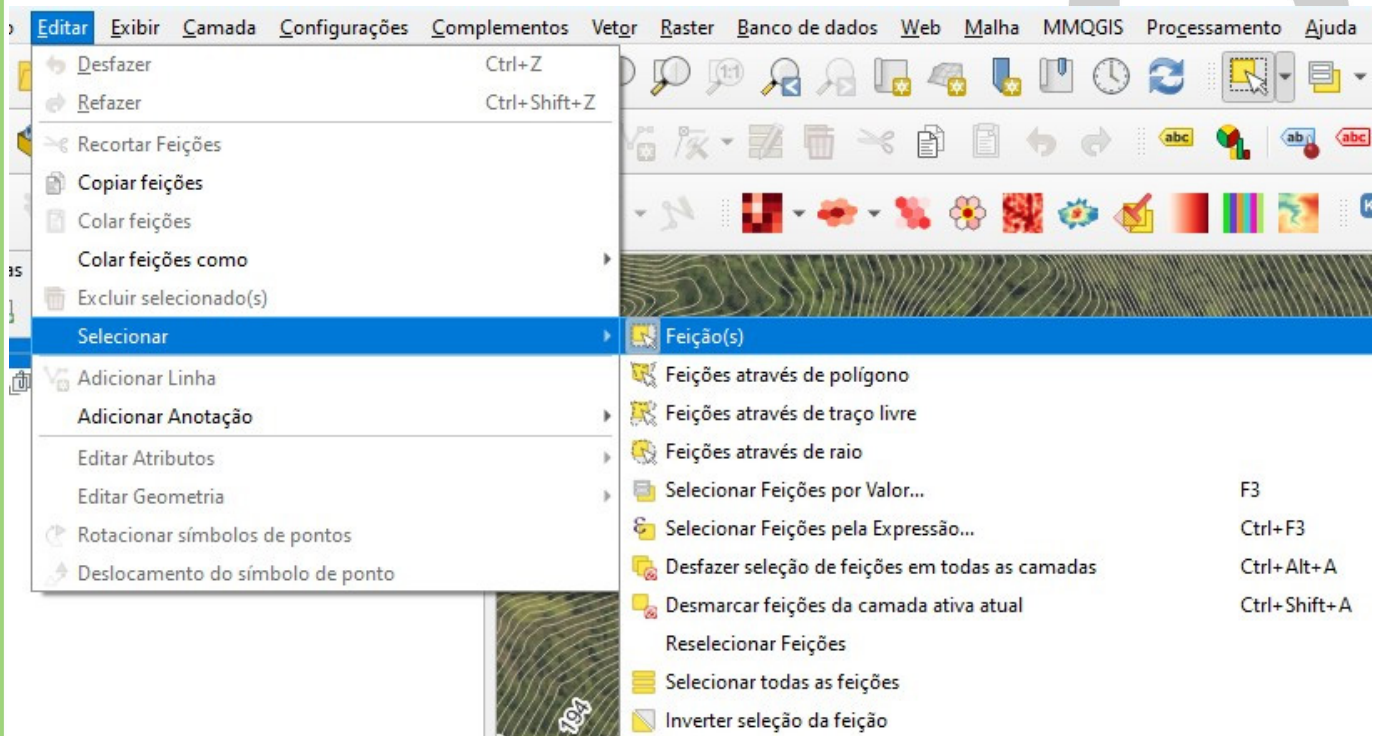 Editar Exibir Camada Configurações Complementos Vetor Raster Banco de dados Web Malha MMQGIS Processamento Ajuda
Desfazer Ctrl+Z
Refazer Ctrl+Shift+Z
1:1
Recortar Feições
abc ab abc
Copiar feições
Colar feições
Colar feições como
as
Excluir selecionado(s)
Selecionar
Feição(s)
Adicionar Linha
Feições através de polígono
Adicionar Anotação
Feições através de traço livre
Editar Atributos
Feições através de raio
Editar Geometria
Selecionar Feições por Valor... F3
Rotacionar símbolos de pontos
Selecionar Feições pela Expressão... Ctrl+F3
Deslocamento do símbolo de ponto
Desfazer seleção de feições em todas as camadas Ctrl+Alt+A
Desmarcar feições da camada ativa atual Ctrl+Shift+A
Reselecionar Feições
Selecionar todas as feições
Inverter seleção da feição
194